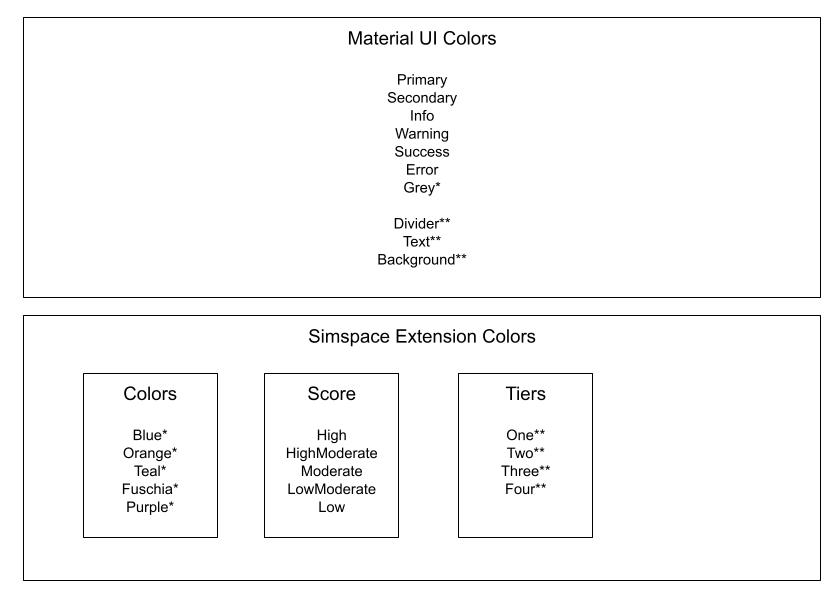 Material UI Colors
Primary
Secondary
Info
Warning
Success
Error
Grey*
Divider**
Text**
Background**
Simspace Extension Colors
Colors
Blue*
Orange*
Teal*
Fuschia*
Purple*
Score
High
HighModerate
Moderate
LowModerate
Low
Tiers
One**
Two**
Three**
Four**